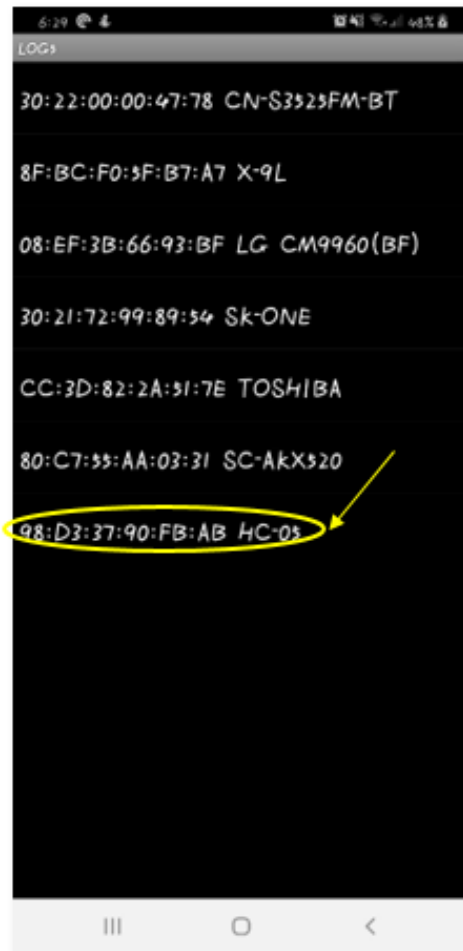 6:29 48%
LOGs
30:22:00:00:47:78 CN-S3525FM-BT
8F:BC:F0:5F:B7:A7 X-9L
08:EF:3B:66:93:BF LG CM9960(BF)
30:21:72:99:89:54 SK-ONE
CC:3D:82:2A:51:7E TOSHIBA
80:C7:55:AA:03:31 SC-AKX520
98:D3:37:90:FB:AB HC-05